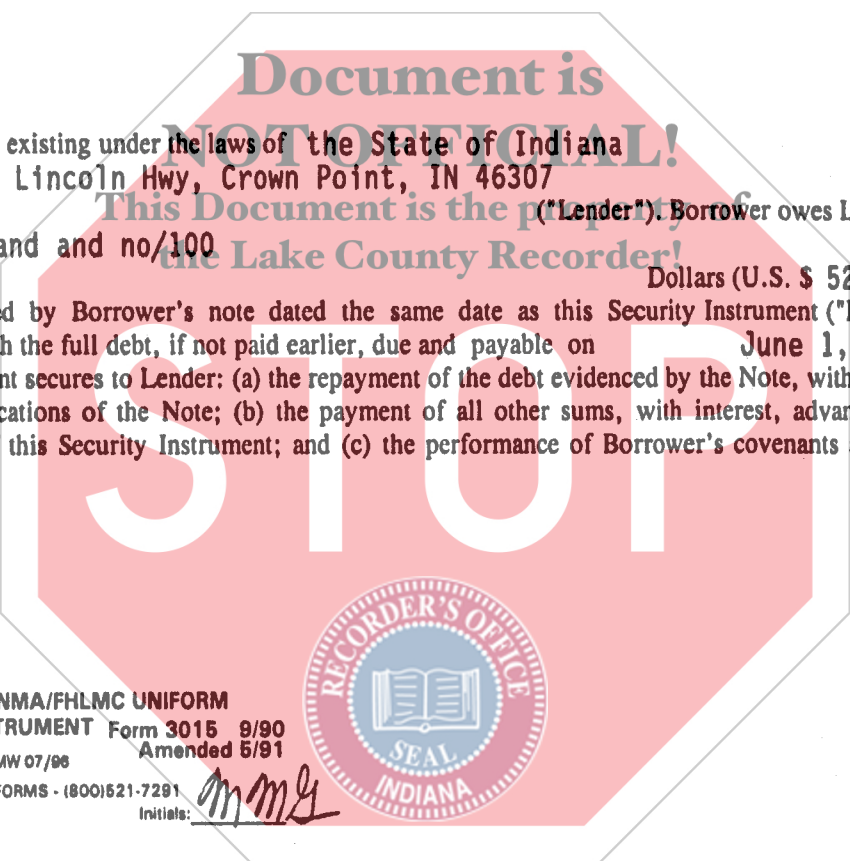 Document is
existing under the laws of the State of Indiana
NOT OFFICIAL!
Lincoln Hwy, Crown Point, IN 46307
This Document is the property of
("Lender"). Borrower owes L
and and no/100
the Lake County Recorder!
Dollars (U.S. $ 52
d by Borrower's note dated the same date as this Security Instrument ("
h the full debt, if not paid earlier, due and payable on June 1,
nt secures to Lender: (a) the repayment of the debt evidenced by the Note, with
cations of the Note; (b) the payment of all other sums, with interest, advan
this Security Instrument; and (c) the performance of Borrower's covenants
STOP
RECORDER'S OFFICE
SEAL
INDIANA
NMA/FHLMC UNIFORM
TRUMENT Form 3015 9/90
Amended 5/91
MW 07/96
FORMS - (800)521-7291
Initials: MMG